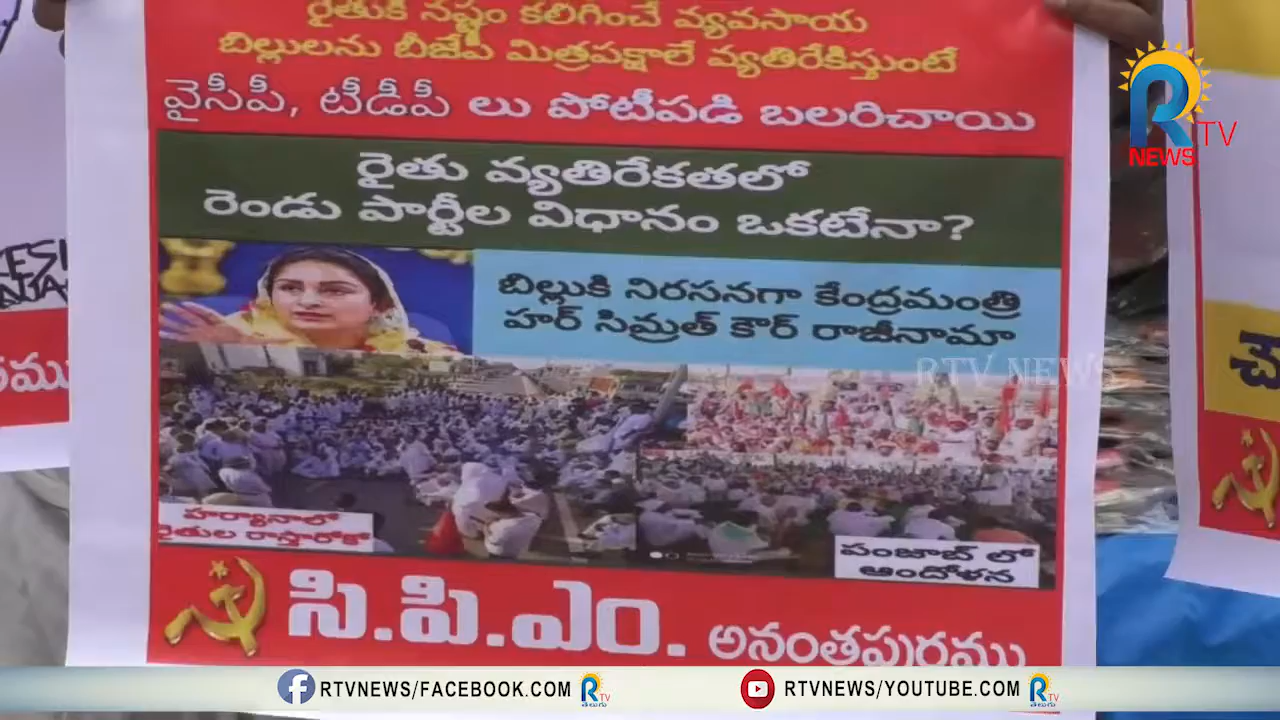 రైతుకి నష్టం కలిగించే వ్యవసాయ
బిల్లులను బీజేపీ మిత్రపక్షాలే వ్యతిరేకిస్తుంటే
వైసీపీ, టీడీపీ లు పోటీపడి బలరిచాయి
రైతు వ్యతిరేకతలో
రెండు పార్టీల విధానం ఒకటేనా?
బిల్లుకి నిరసనగా కేంద్రమంత్రి
హర్ సిమ్రత్ కౌర్ రాజీనామా
హర్యానాలో
రైతుల రాస్తారోకో
పంజాబ్ లో
ఆందోళన
సి.పి.ఎం. అనంతపురము
R TV
NEWS
RTV NEWS
RTVNEWS/FACEBOOK.COM
RTVNEWS/YOUTUBE.COM